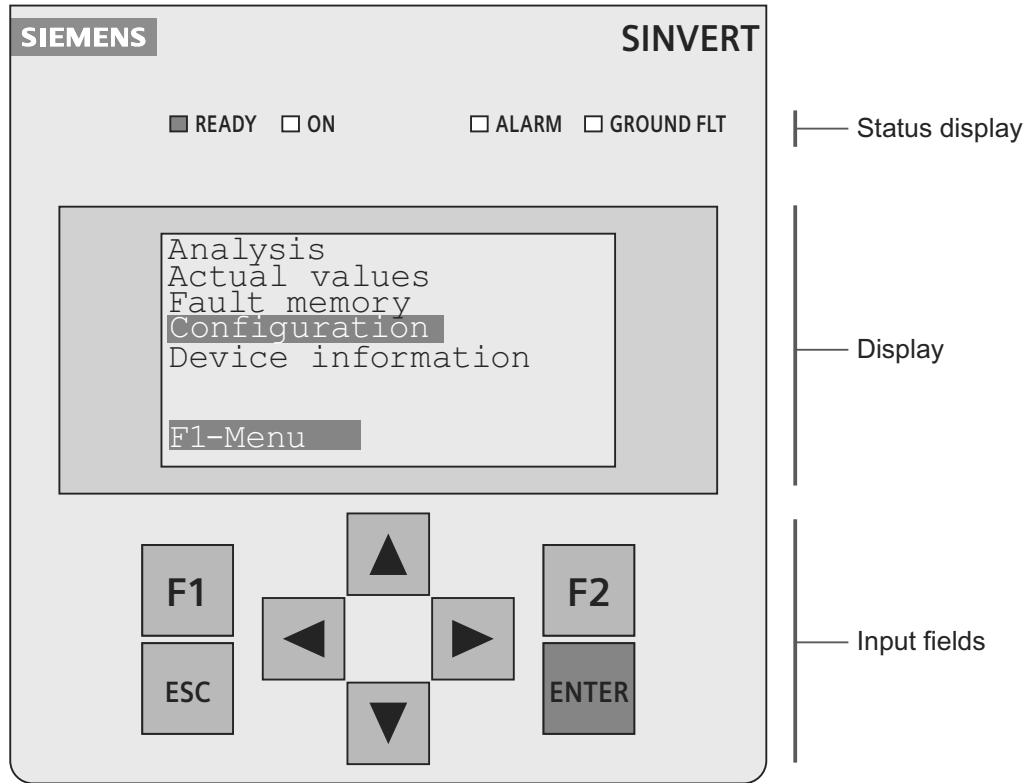 SIEMENS SINVERT
READY ON ALARM GROUND FLT
Status display
Analysis
Actual values
Fault memory
Configuration
Device information
F1-Menu
Display
F1 F2
ESC ENTER
Input fields